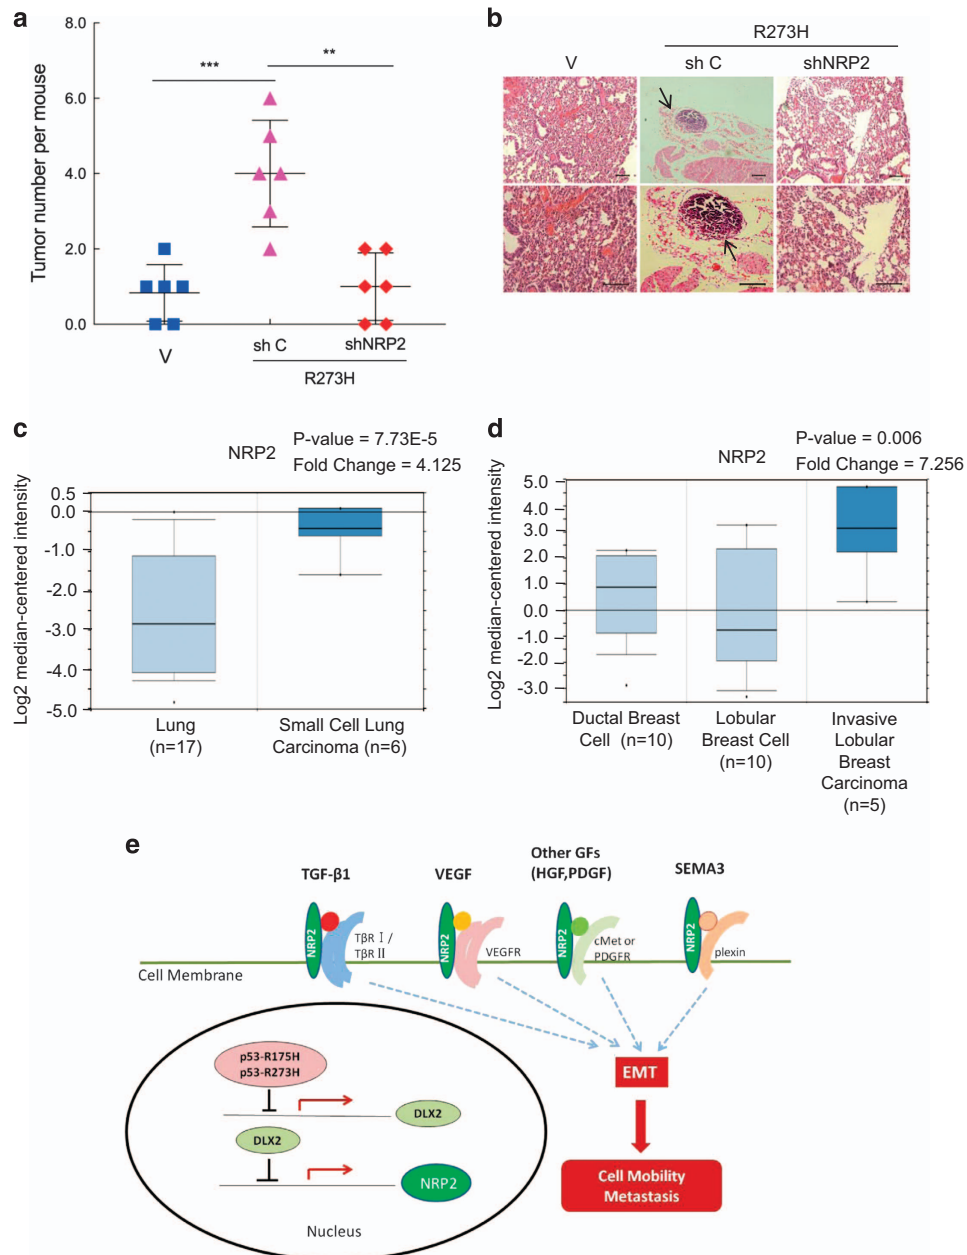 a
Tumor number per mouse
8.0
6.0
4.0
2.0
0.0
***
**
V
sh C
shNRP2
R273H
b
R273H
V
sh C
shNRP2
c
NRP2
P-value = 7.73E-5
Fold Change = 4.125
Log2 median-centered intensity
0.5
0.0
-1.0
-2.0
-3.0
-4.0
-5.0
Lung
(n=17)
Small Cell Lung
Carcinoma (n=6)
d
NRP2
P-value = 0.006
Fold Change = 7.256
Log2 median-centered intensity
5.0
4.0
3.0
2.0
1.0
0.0
-1.0
-2.0
-3.0
Ductal Breast
Cell (n=10)
Lobular
Breast Cell
(n=10)
Invasive
Lobular
Breast
Carcinoma
(n=5)
e
TGF-β1
VEGF
Other GFs
(HGF,PDGF)
SEMA3
NRP2
TβR Ⅰ /
TβR Ⅱ
NRP2
VEGFR
NRP2
cMet or
PDGFR
NRP2
plexin
Cell Membrane
p53-R175H
p53-R273H
DLX2
DLX2
NRP2
Nucleus
EMT
Cell Mobility
Metastasis